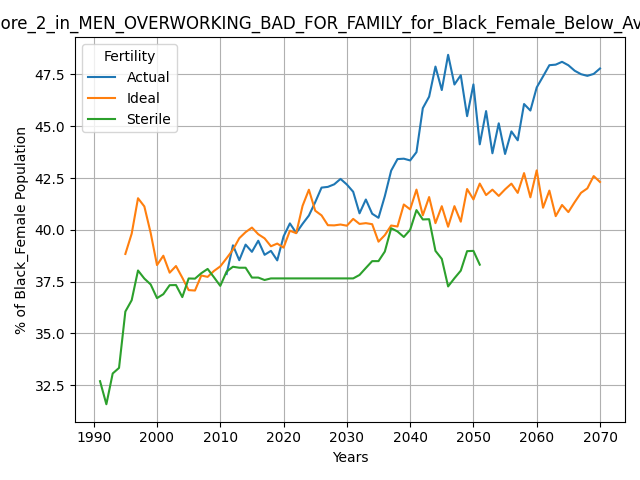 ore_2_in_MEN_OVERWORKING_BAD_FOR_FAMILY_for_Black_Female_Below_Av
Fertility
Actual
Ideal
Sterile
% of Black_Female Population
47.5
45.0
42.5
40.0
37.5
35.0
32.5
1990 2000 2010 2020 2030 2040 2050 2060 2070
Years